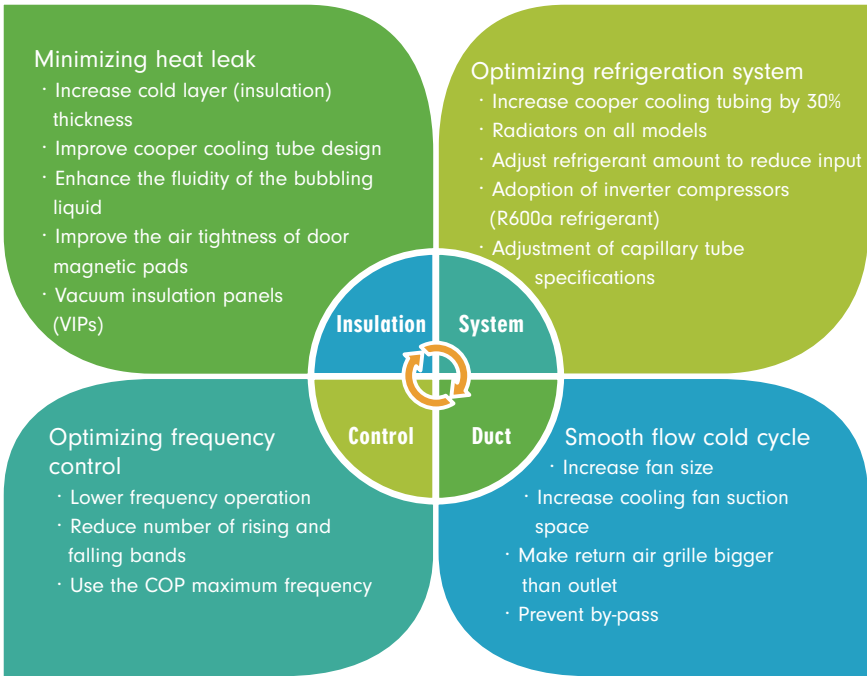 Minimizing heat leak
· Increase cold layer (insulation)
thickness
· Improve cooper cooling tube design
· Enhance the fluidity of the bubbling
liquid
· Improve the air tightness of door
magnetic pads
· Vacuum insulation panels
(VIPs)
Optimizing refrigeration system
· Increase cooper cooling tubing by 30%
· Radiators on all models
· Adjust refrigerant amount to reduce input
· Adoption of inverter compressors
(R600a refrigerant)
· Adjustment of capillary tube
specifications
Insulation
System
Control
Duct
Optimizing frequency
control
· Lower frequency operation
· Reduce number of rising and
falling bands
· Use the COP maximum frequency
Smooth flow cold cycle
· Increase fan size
· Increase cooling fan suction
space
· Make return air grille bigger
than outlet
· Prevent by-pass